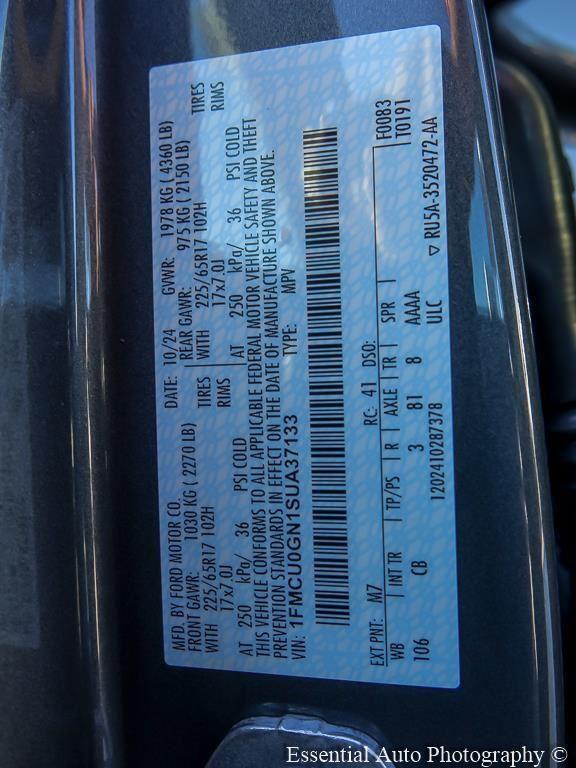 MFD. BY FORD MOTOR CO. DATE: 10/24 GVWR: 1978 KG ( 4360 LB)
FRONT GAWR: 1030 KG ( 2270 LB) REAR GAWR: 975 KG ( 2150 LB)
WITH 225/65R17 102H TIRES WITH 225/65R17 102H TIRES
17x7.0J RIMS 17x7.0J RIMS
AT 250 kPa/ 36 PSI COLD AT 250 kPa/ 36 PSI COLD
THIS VEHICLE CONFORMS TO ALL APPLICABLE FEDERAL MOTOR VEHICLE SAFETY AND THEFT
PREVENTION STANDARDS IN EFFECT ON THE DATE OF MANUFACTURE SHOWN ABOVE.
VIN: 1FMCU0GN1SUA37133 TYPE: MPV
EXT PNT: M7 RC: 41 DSO: F0083
WB INT TR TP/PS R AXLE TR SPR T0191
106 CB 3 81 8 AAAA
1202410287378 ULC ▽ RU5A-3520472-AA
Essential Auto Photography ©